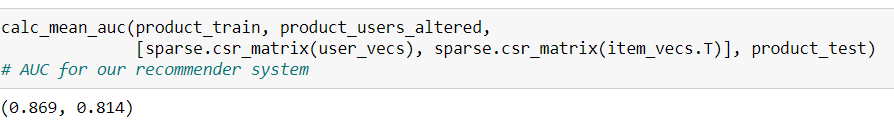 calc_mean_auc(product_train, product_users_altered,
[sparse.csr_matrix(user_vecs), sparse.csr_matrix(item_vecs.T)], product_test)
# AUC for our recommender system
(0.869, 0.814)